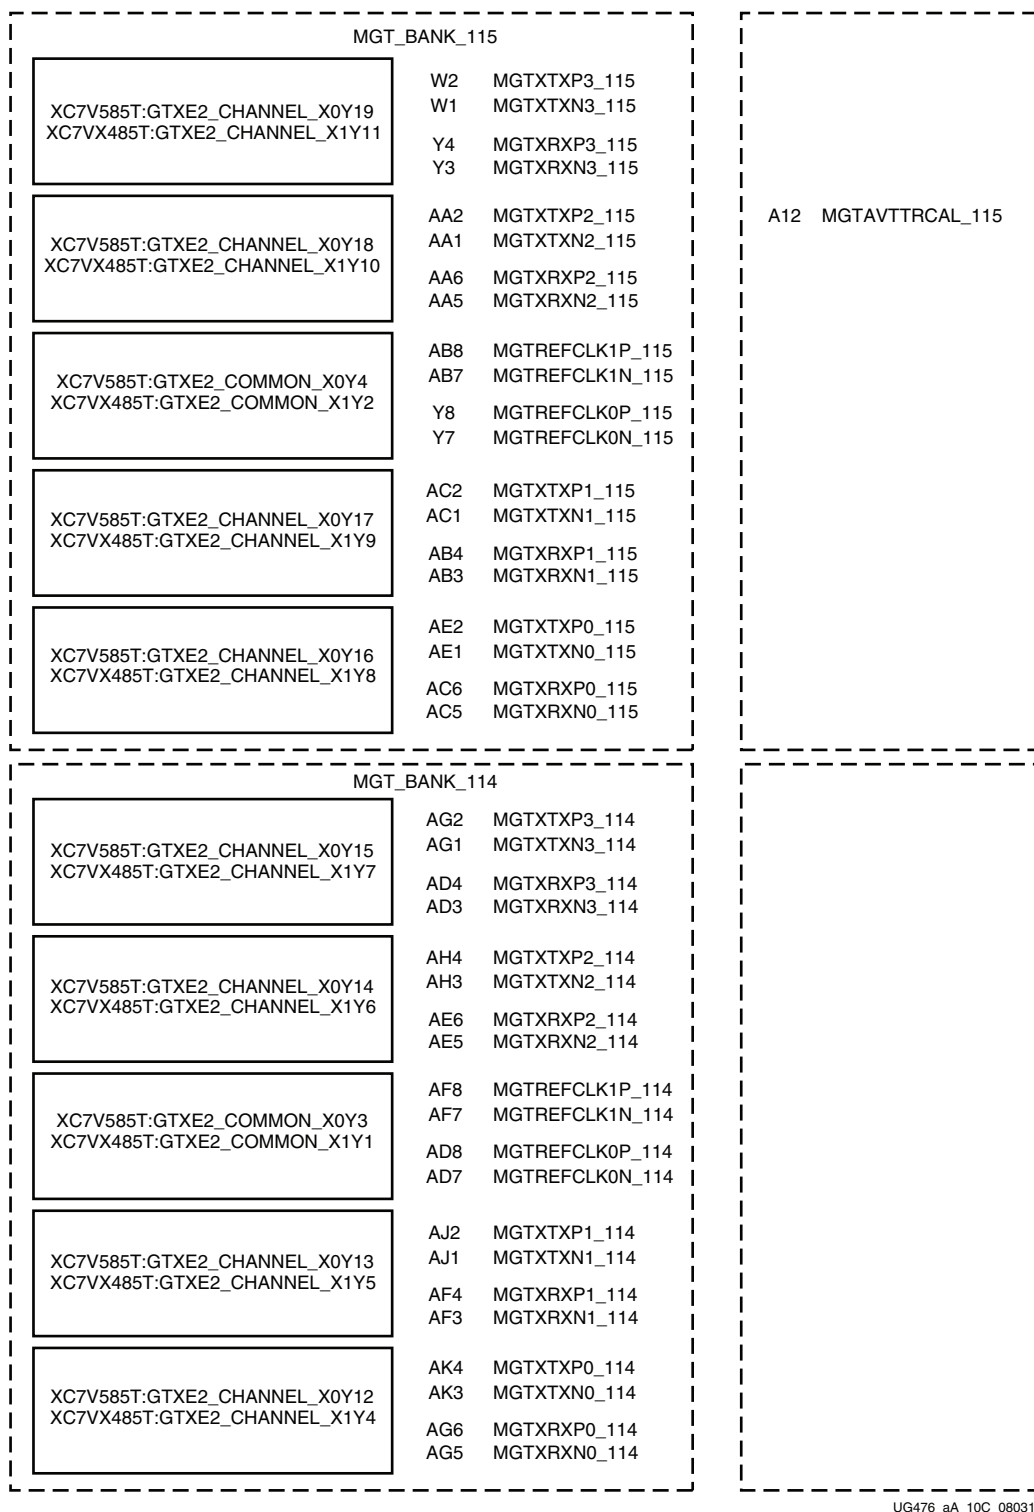 MGT_BANK_115
XC7V585T:GTXE2_CHANNEL_X0Y19
XC7VX485T:GTXE2_CHANNEL_X1Y11
W2 MGTXTXP3_115
W1 MGTXTXN3_115
Y4 MGTXRXP3_115
Y3 MGTXRXN3_115
XC7V585T:GTXE2_CHANNEL_X0Y18
XC7VX485T:GTXE2_CHANNEL_X1Y10
AA2 MGTXTXP2_115
AA1 MGTXTXN2_115
AA6 MGTXRXP2_115
AA5 MGTXRXN2_115
XC7V585T:GTXE2_COMMON_X0Y4
XC7VX485T:GTXE2_COMMON_X1Y2
AB8 MGTREFCLK1P_115
AB7 MGTREFCLK1N_115
Y8 MGTREFCLK0P_115
Y7 MGTREFCLK0N_115
XC7V585T:GTXE2_CHANNEL_X0Y17
XC7VX485T:GTXE2_CHANNEL_X1Y9
AC2 MGTXTXP1_115
AC1 MGTXTXN1_115
AB4 MGTXRXP1_115
AB3 MGTXRXN1_115
XC7V585T:GTXE2_CHANNEL_X0Y16
XC7VX485T:GTXE2_CHANNEL_X1Y8
AE2 MGTXTXP0_115
AE1 MGTXTXN0_115
AC6 MGTXRXP0_115
AC5 MGTXRXN0_115
A12 MGTAVTTRCAL_115
MGT_BANK_114
XC7V585T:GTXE2_CHANNEL_X0Y15
XC7VX485T:GTXE2_CHANNEL_X1Y7
AG2 MGTXTXP3_114
AG1 MGTXTXN3_114
AD4 MGTXRXP3_114
AD3 MGTXRXN3_114
XC7V585T:GTXE2_CHANNEL_X0Y14
XC7VX485T:GTXE2_CHANNEL_X1Y6
AH4 MGTXTXP2_114
AH3 MGTXTXN2_114
AE6 MGTXRXP2_114
AE5 MGTXRXN2_114
XC7V585T:GTXE2_COMMON_X0Y3
XC7VX485T:GTXE2_COMMON_X1Y1
AF8 MGTREFCLK1P_114
AF7 MGTREFCLK1N_114
AD8 MGTREFCLK0P_114
AD7 MGTREFCLK0N_114
XC7V585T:GTXE2_CHANNEL_X0Y13
XC7VX485T:GTXE2_CHANNEL_X1Y5
AJ2 MGTXTXP1_114
AJ1 MGTXTXN1_114
AF4 MGTXRXP1_114
AF3 MGTXRXN1_114
XC7V585T:GTXE2_CHANNEL_X0Y12
XC7VX485T:GTXE2_CHANNEL_X1Y4
AK4 MGTXTXP0_114
AK3 MGTXTXN0_114
AG6 MGTXRXP0_114
AG5 MGTXRXN0_114
UG476_aA_10C_08031